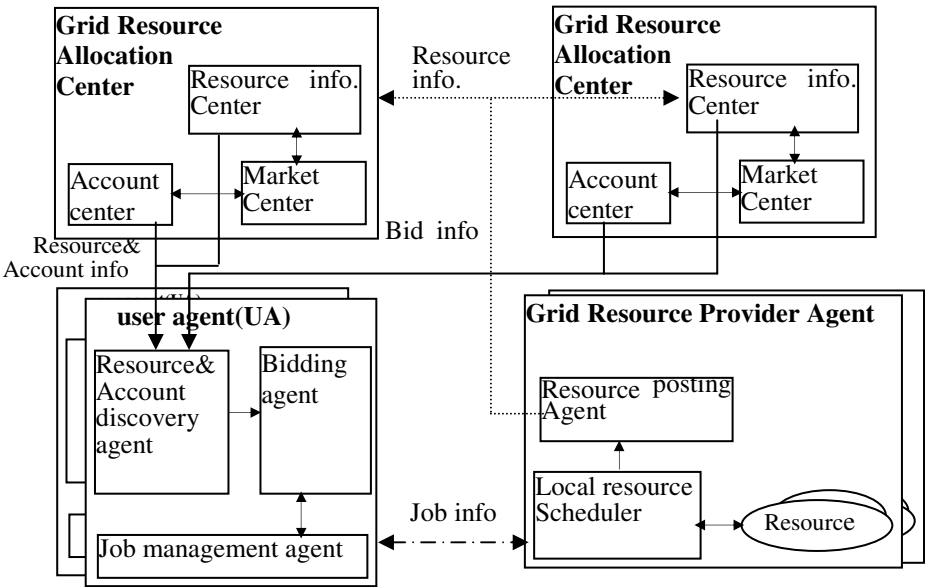 Grid Resource
Allocation
Center
Resource info.
Center
Account
center
Market
Center
Resource
info.
Grid Resource
Allocation
Center
Resource info.
Center
Account
center
Market
Center
Bid info
Resource&
Account info
user agent(UA)
Resource&
Account
discovery
agent
Bidding
agent
Job management agent
Job info
Grid Resource Provider Agent
Resource posting
Agent
Local resource
Scheduler
Resource